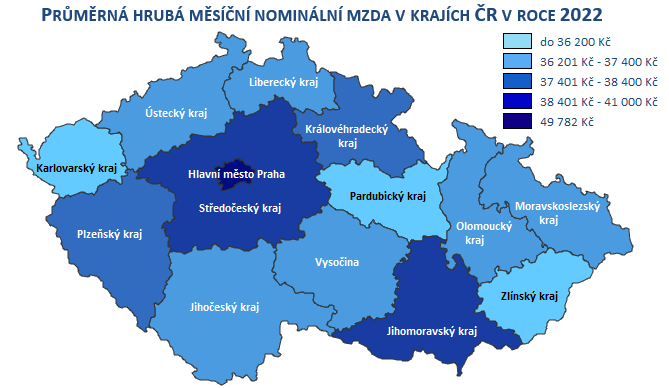 PRŮMĚRNÁ HRUBÁ MĚSÍČNÍ NOMINÁLNÍ MZDA V KRAJÍCH ČR V ROCE 2022
do 36 200 Kč
36 201 Kč - 37 400 Kč
37 401 Kč - 38 400 Kč
38 401 Kč - 41 000 Kč
49 782 Kč
Liberecký kraj
Ústecký kraj
Královéhradecký
kraj
Karlovarský kraj
Hlavní město Praha
Pardubický kraj
Středočeský kraj
Moravskoslezský
kraj
Olomoucký
kraj
Plzeňský kraj
Vysočina
Zlínský kraj
Jihočeský kraj
Jihomoravský kraj